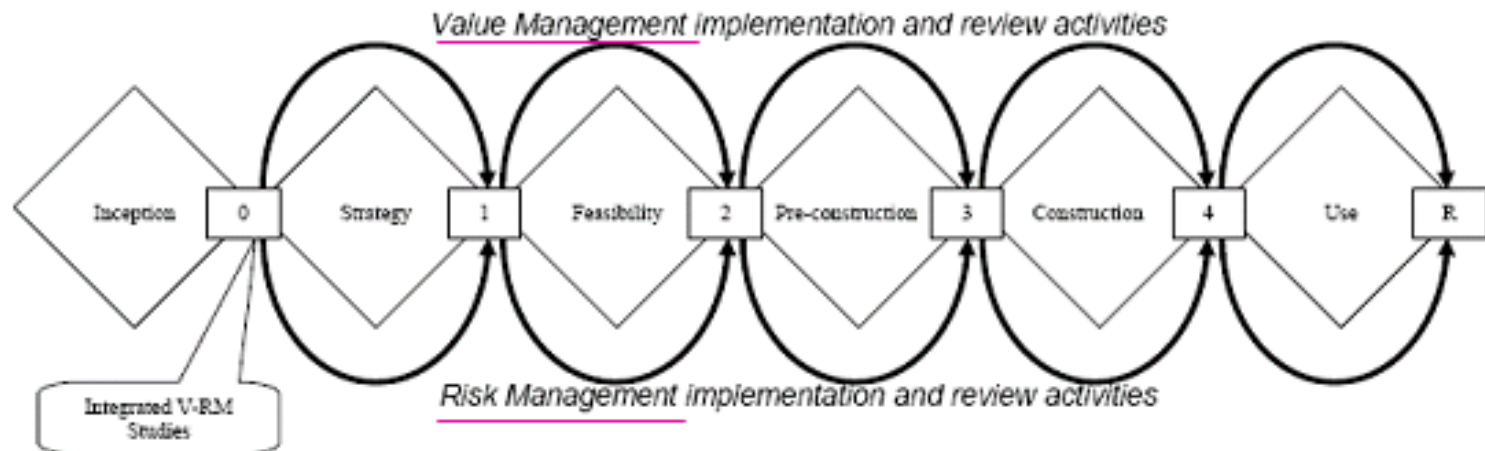 Value Management implementation and review activities
Inception
0
Strategy
1
Feasibility
2
Pre-construction
3
Construction
4
Use
R
Integrated V-RM
Studies
Risk Management implementation and review activities